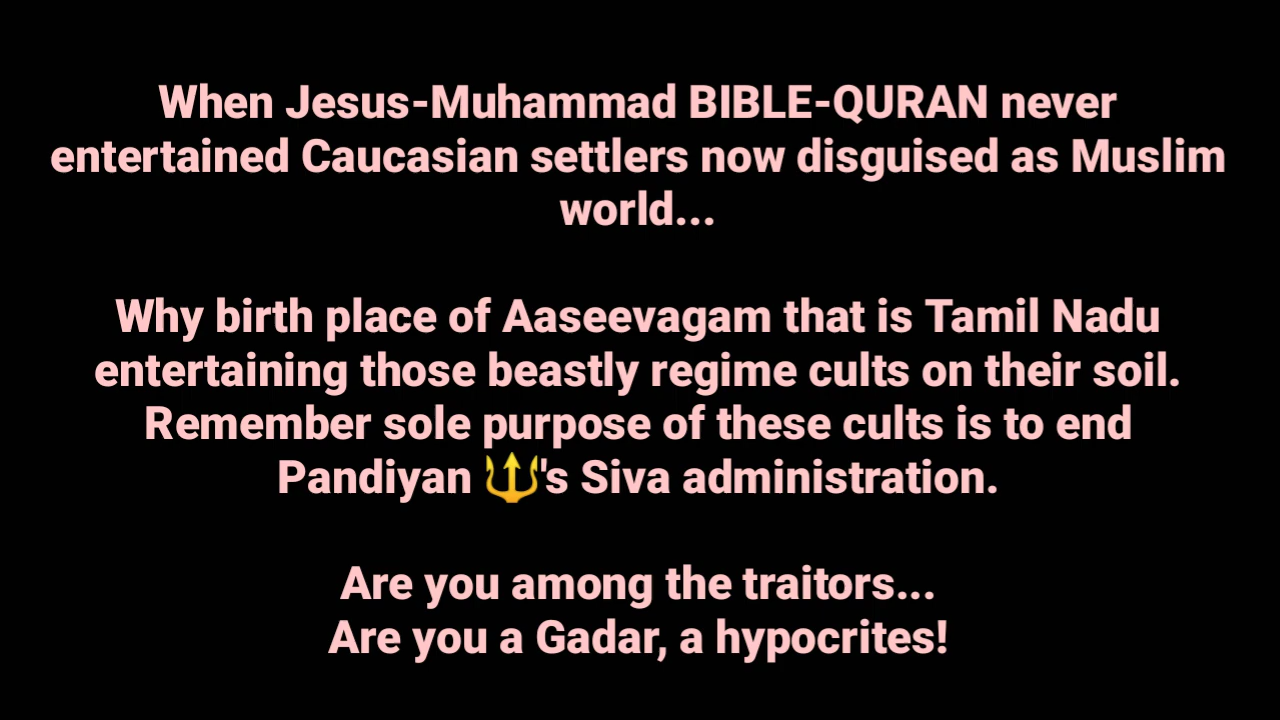 When Jesus-Muhammad BIBLE-QURAN never
entertained Caucasian settlers now disguised as Muslim
world...
Why birth place of Aaseevagam that is Tamil Nadu
entertaining those beastly regime cults on their soil.
Remember sole purpose of these cults is to end
Pandiyan 🔱's Siva administration.
Are you among the traitors...
Are you a Gadar, a hypocrites!